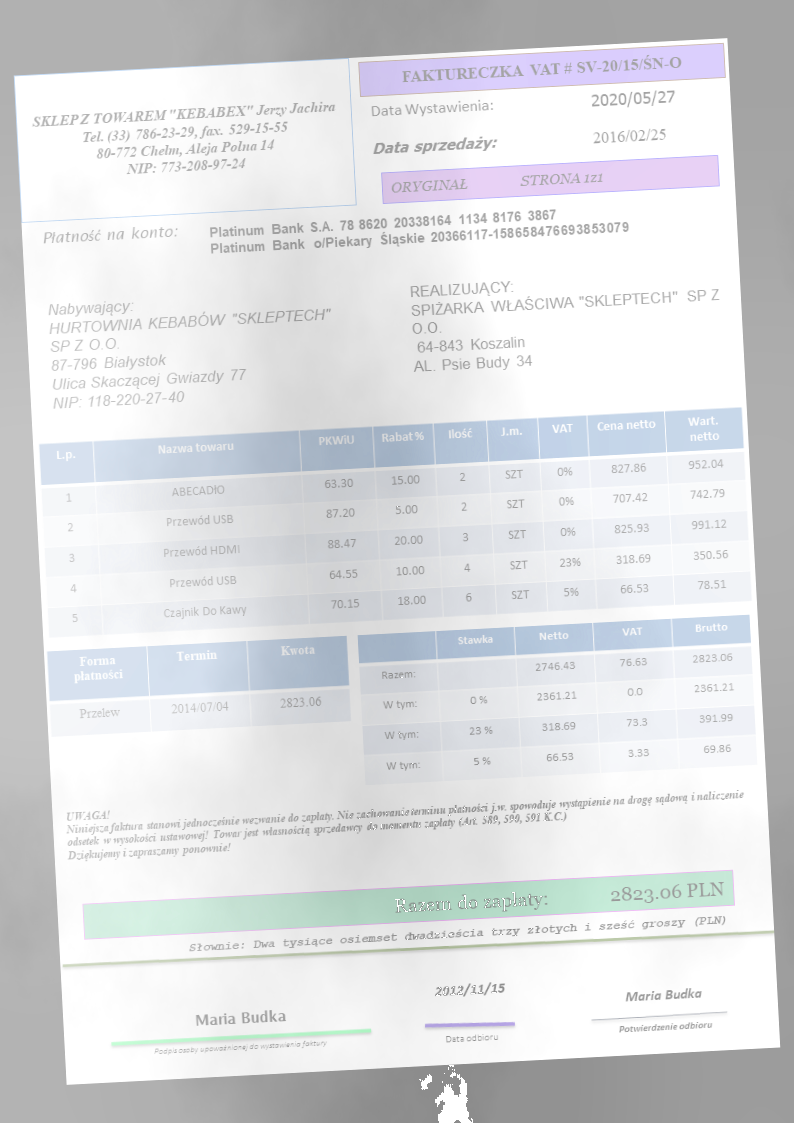 SKLEP Z TOWAREM "KEBABEX" Jerzy Jachira
Tel. (33) 786-23-29, fax. 529-15-55
80-772 Chełm, Aleja Polna 14
NIP: 773-208-97-24
FAKTURECZKA VAT # SV-20/15/ŚN-O
Data Wystawienia: 2020/05/27
Data sprzedaży: 2016/02/25
ORYGINAŁ STRONA 1z1
Płatność na konto: Platinum Bank S.A. 78 8620 20338164 1134 8176 3867
Platinum Bank o/Piekary Śląskie 20366117-158658476693853079
Nabywający:
HURTOWNIA KEBABÓW "SKLEPTECH"
SP Z O.O.
87-796 Białystok
Ulica Skaczącej Gwiazdy 77
NIP: 118-220-27-40
REALIZUJĄCY:
SPIŻARKA WŁAŚCIWA "SKLEPTECH" SP Z
O.O.
64-843 Koszalin
AL. Psie Budy 34
L.p. Nazwa towaru PKWiU Rabat% Ilość J.m. VAT Cena netto Wart. netto
1 ABECADŁO 63.30 15.00 2 SZT 0% 827.86 952.04
2 Przewód USB 87.20 5.00 2 SZT 0% 707.42 742.79
3 Przewód HDMI 88.47 20.00 3 SZT 0% 825.93 991.12
4 Przewód USB 64.55 10.00 4 SZT 23% 318.69 350.56
5 Czajnik Do Kawy 70.15 18.00 6 SZT 5% 66.53 78.51
Forma płatności Termin Kwota
Przelew 2014/07/04 2823.06
Stawka Netto VAT Brutto
Razem: 2746.43 76.63 2823.06
W tym: 0 % 2361.21 0.0 2361.21
W tym: 23 % 318.69 73.3 391.99
W tym: 5 % 66.53 3.33 69.86
UWAGA!
Niniejsza faktura stanowi jednocześnie wezwanie do zapłaty. Nie zachowanie terminu płatności j.w. spowoduje wystąpienie na drogę sądową i naliczenie
odsetek w wysokości ustawowej! Towar jest własnością sprzedawcy do momentu zapłaty (Art. 589, 590, 591 K.C.)
Dziękujemy i zapraszamy ponownie!
Razem do zapłaty: 2823.06 PLN
Słownie: Dwa tysiące osiemset dwadzieścia trzy złotych i sześć groszy (PLN)
Maria Budka
Podpis osoby upoważnionej do wystawienia faktury
2012/11/15
Data odbioru
Maria Budka
Potwierdzenie odbioru